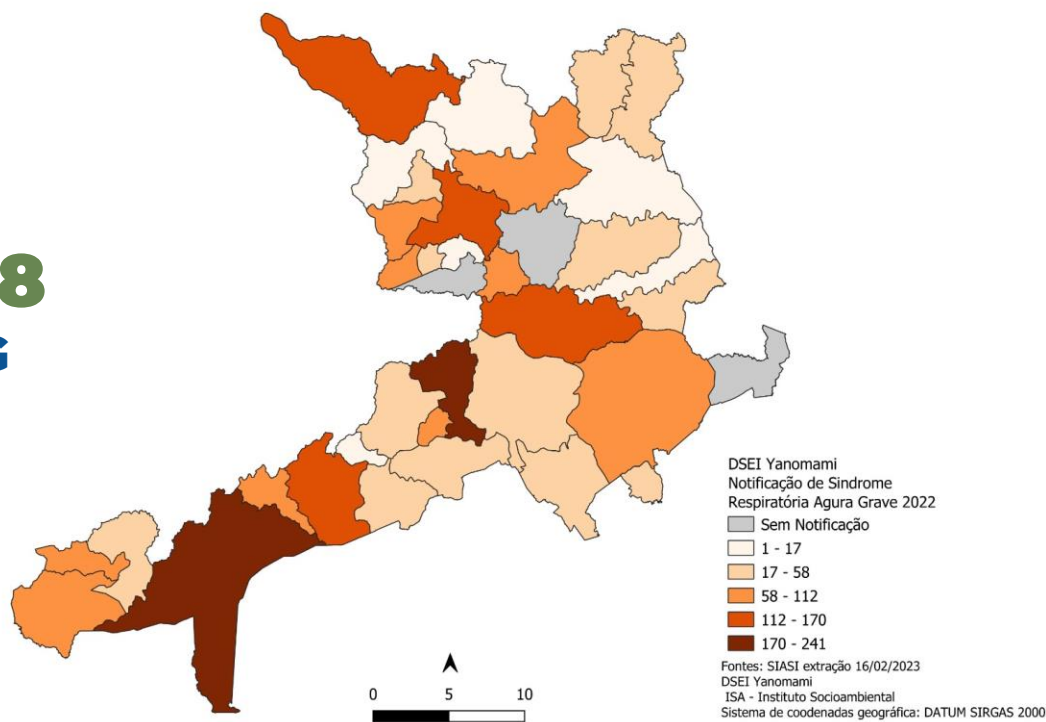 8
G
DSEI Yanomami
Notificação de Sindrome
Respiratória Agura Grave 2022
Sem Notificação
1 - 17
17 - 58
58 - 112
112 - 170
170 - 241
Fontes: SIASI extração 16/02/2023
DSEI Yanomami
ISA - Instituto Socioambiental
Sistema de coodenadas geográfica: DATUM SIRGAS 2000
0 5 10